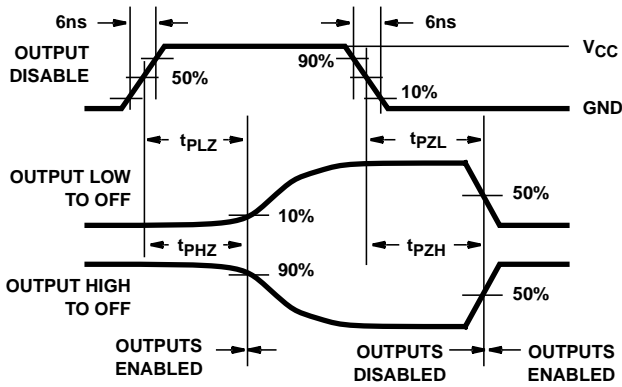 6ns
6ns
OUTPUT
DISABLE
90%
50%
10%
VCC
GND
tPLZ
tPZL
OUTPUT LOW
TO OFF
10%
50%
tPHZ
tPZH
OUTPUT HIGH
TO OFF
90%
50%
OUTPUTS
ENABLED
OUTPUTS
DISABLED
OUTPUTS
ENABLED